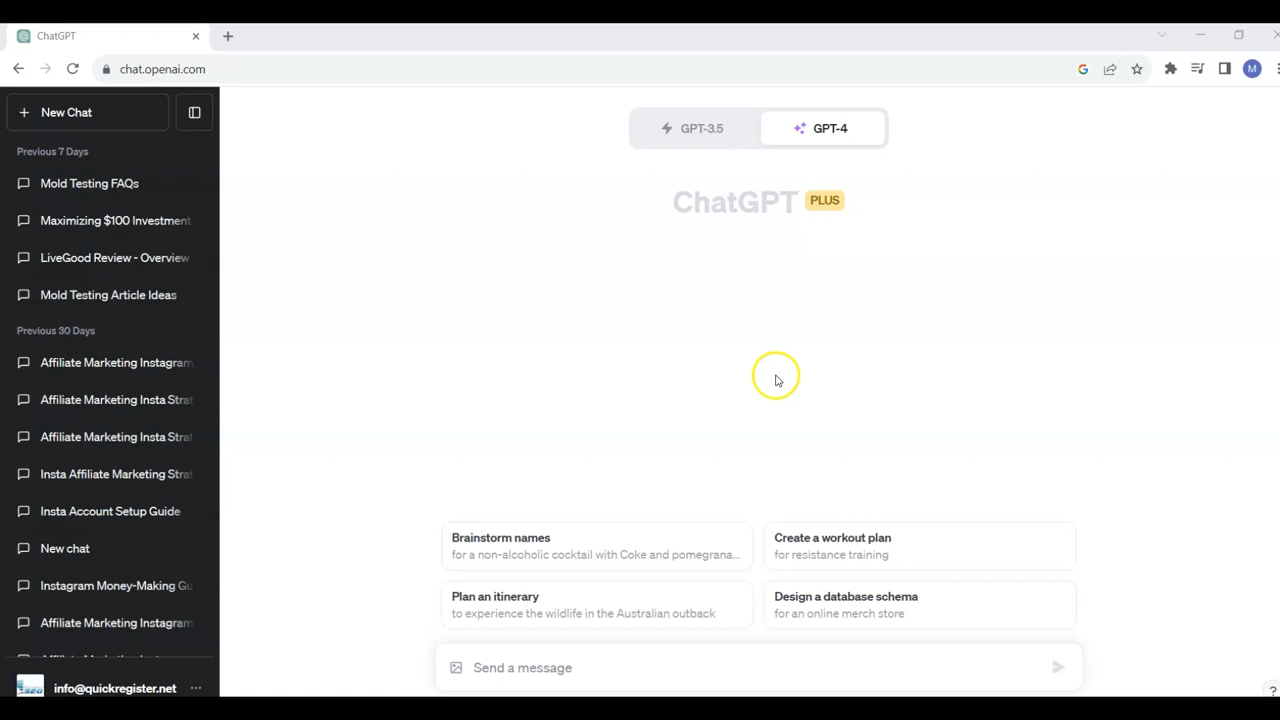 ChatGPT
chat.openai.com
M
New Chat
Previous 7 Days
Mold Testing FAQs
Maximizing $100 Investment
LiveGood Review - Overview
Mold Testing Article Ideas
Previous 30 Days
Affiliate Marketing Instagram
Affiliate Marketing Insta Strat
Affiliate Marketing Insta Strat
Insta Affiliate Marketing Strat
Insta Account Setup Guide
New chat
Instagram Money-Making Gu
Affiliate Marketing Instagram
info@quickregister.net
GPT-3.5
GPT-4
ChatGPT PLUS
Brainstorm names
for a non-alcoholic cocktail with Coke and pomegrana...
Create a workout plan
for resistance training
Plan an itinerary
to experience the wildlife in the Australian outback
Design a database schema
for an online merch store
Send a message
?